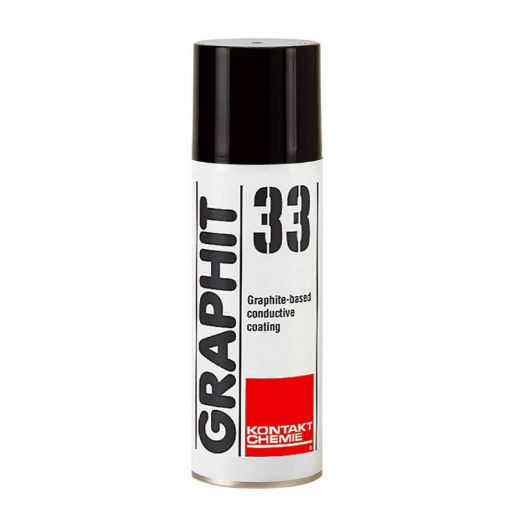 GRAPHIT
33
Graphite-based
conductive
coating
KONTAKT
CHEMIE
®